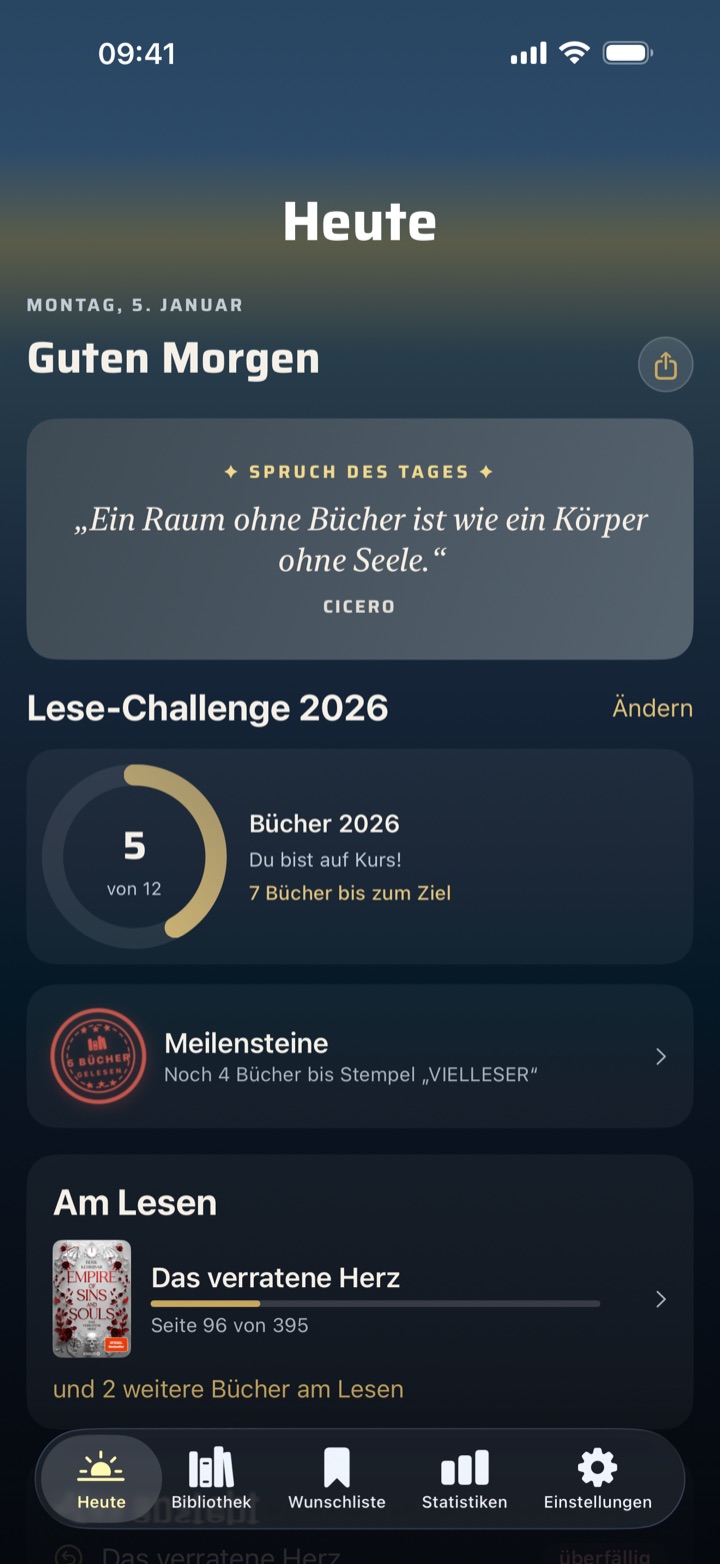 09:41
Heute
MONTAG, 5. JANUAR
Guten Morgen
✦ SPRUCH DES TAGES ✦
„Ein Raum ohne Bücher ist wie ein Körper
ohne Seele.“
CICERO
Lese-Challenge 2026
Ändern
5
von 12
Bücher 2026
Du bist auf Kurs!
7 Bücher bis zum Ziel
5 BÜCHER
GELESEN
Meilensteine
Noch 4 Bücher bis Stempel „VIELLESER“
Am Lesen
EMPIRE
OF
SINS
AND
SOULS
Das verratene Herz
Seite 96 von 395
und 2 weitere Bücher am Lesen
Heute
Bibliothek
Wunschliste
Statistiken
Einstellungen
Das verratene Herz
überfällig